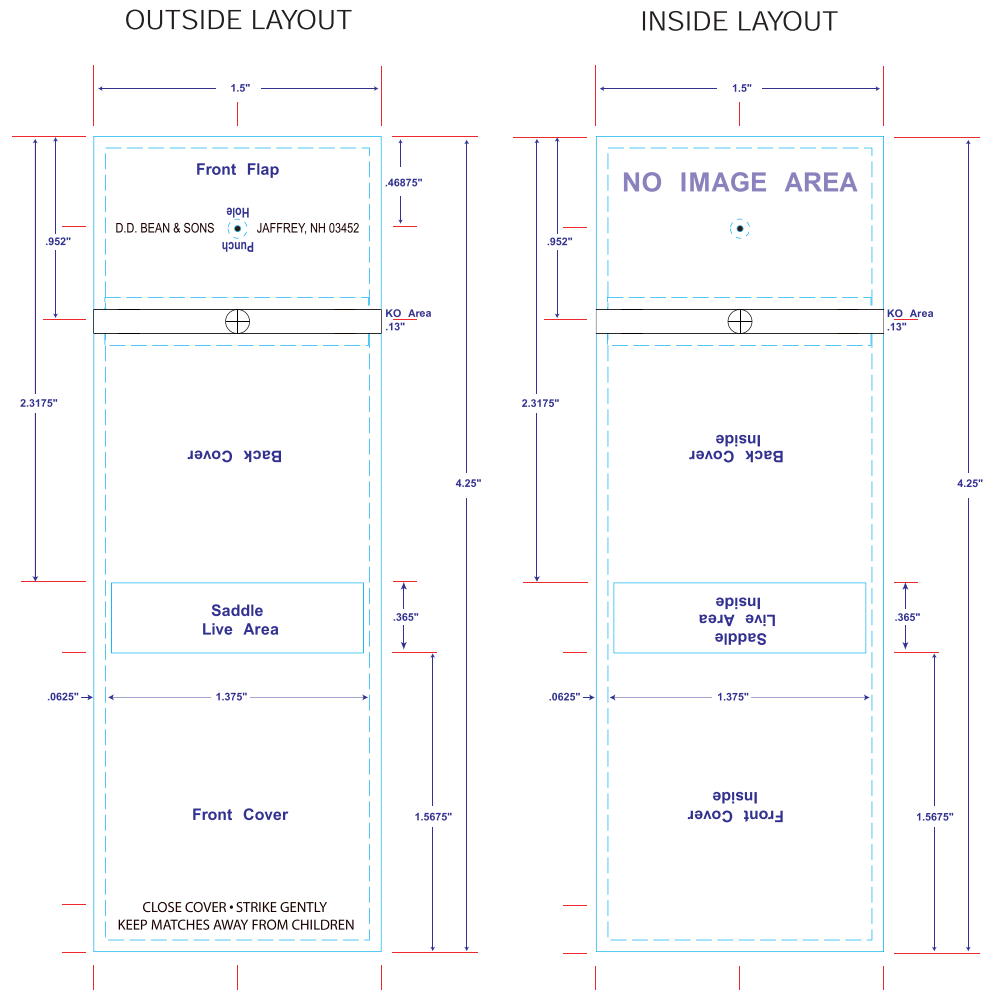 OUTSIDE LAYOUT
1.5"
Front Flap
.46875"
Hole
D.D. BEAN & SONS
JAFFREY, NH 03452
Punch
.952"
KO Area
.13"
2.3175"
Back Cover
4.25"
Saddle
Live Area
.365"
.0625"
1.375"
Front Cover
1.5675"
CLOSE COVER • STRIKE GENTLY
KEEP MATCHES AWAY FROM CHILDREN
INSIDE LAYOUT
1.5"
NO IMAGE AREA
.952"
KO Area
.13"
2.3175"
Back Cover
Inside
4.25"
Saddle
Live Area
Inside
.365"
.0625"
1.375"
Front Cover
Inside
1.5675"